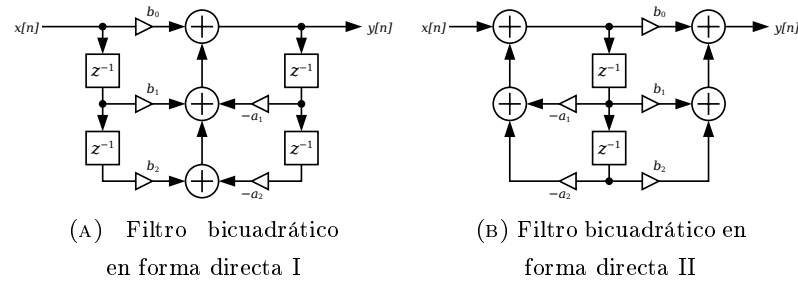 x[n] b₀ y[n]
z⁻¹ z⁻¹
b₁ −a₁
z⁻¹ z⁻¹
b₂ −a₂
(A) Filtro bicuadrático
en forma directa I
x[n] b₀ y[n]
z⁻¹
−a₁ b₁
z⁻¹
−a₂ b₂
(B) Filtro bicuadrático en
forma directa II